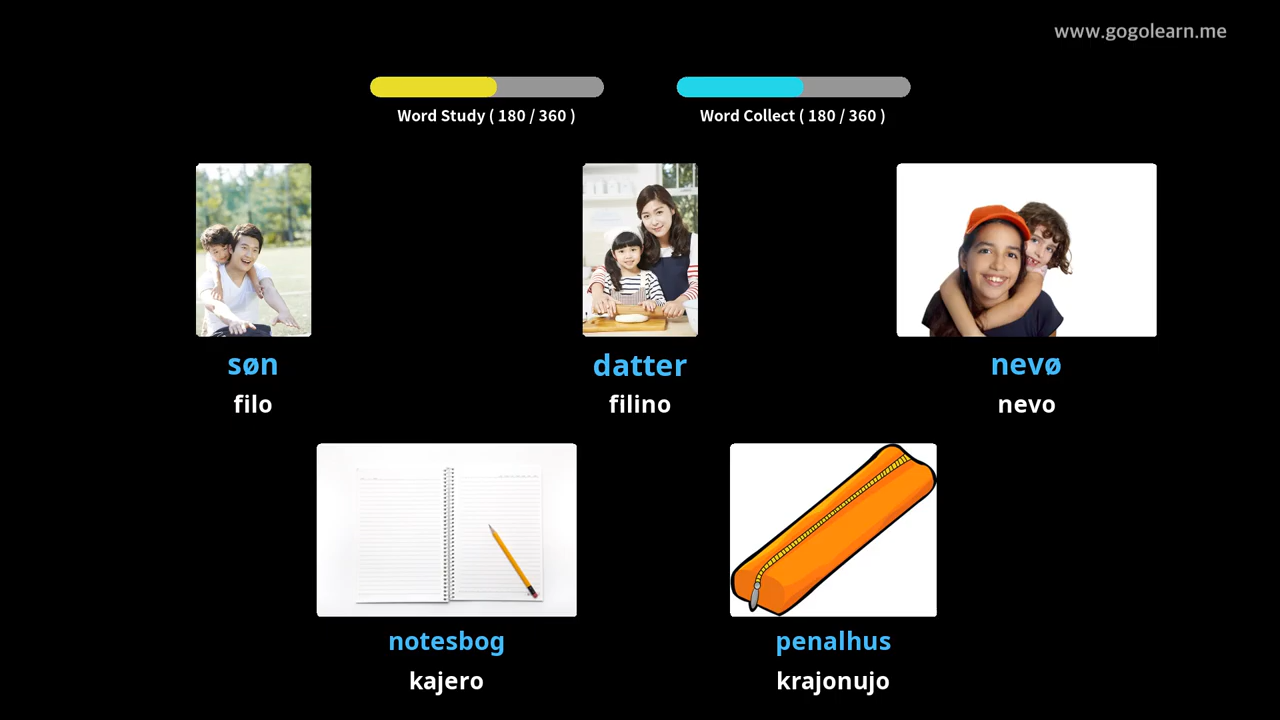 www.gogolearn.me
Word Study ( 180 / 360 )
Word Collect ( 180 / 360 )
søn
filo
datter
filino
nevø
nevo
notesbog
kajero
penalhus
krajonujo